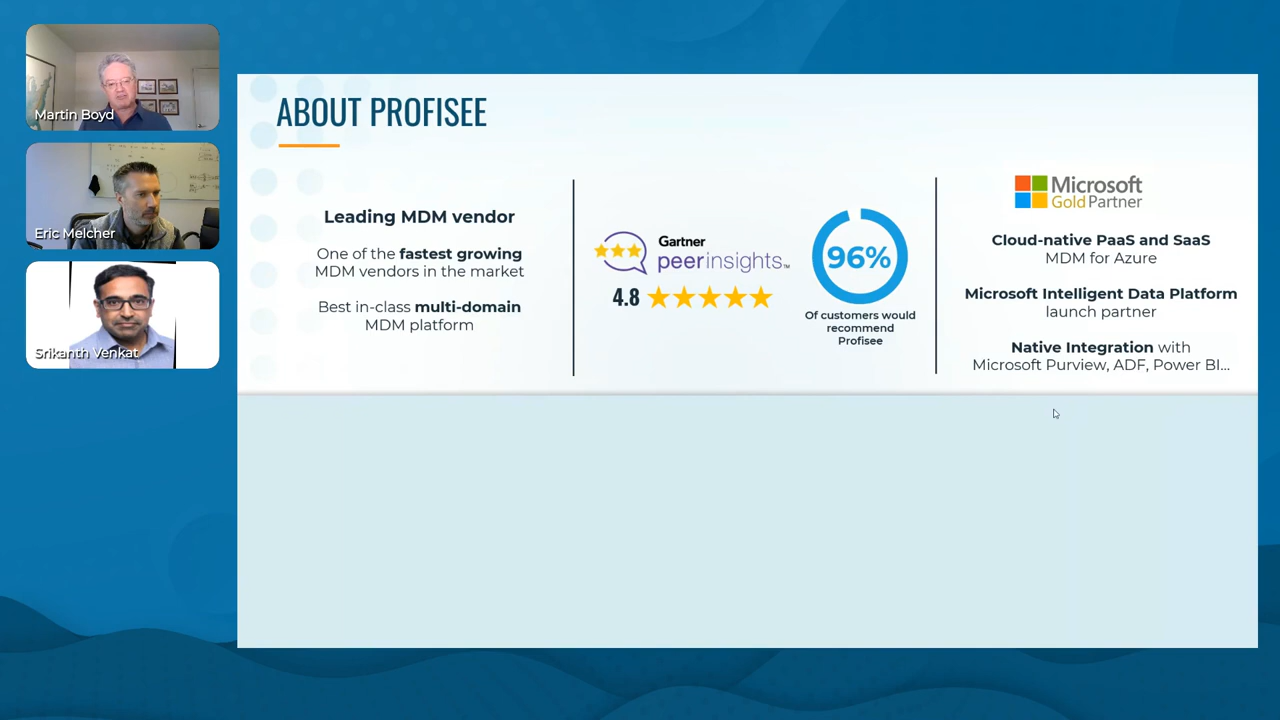 Martin Boyd
Eric Melcher
Srikanth Venkat
ABOUT PROFISEE
Leading MDM vendor
One of the fastest growing
MDM vendors in the market
Best in-class multi-domain
MDM platform
Gartner
peerinsights™
4.8
96%
Of customers would
recommend
Profisee
Microsoft
Gold Partner
Cloud-native PaaS and SaaS
MDM for Azure
Microsoft Intelligent Data Platform
launch partner
Native Integration with
Microsoft Purview, ADF, Power BI...